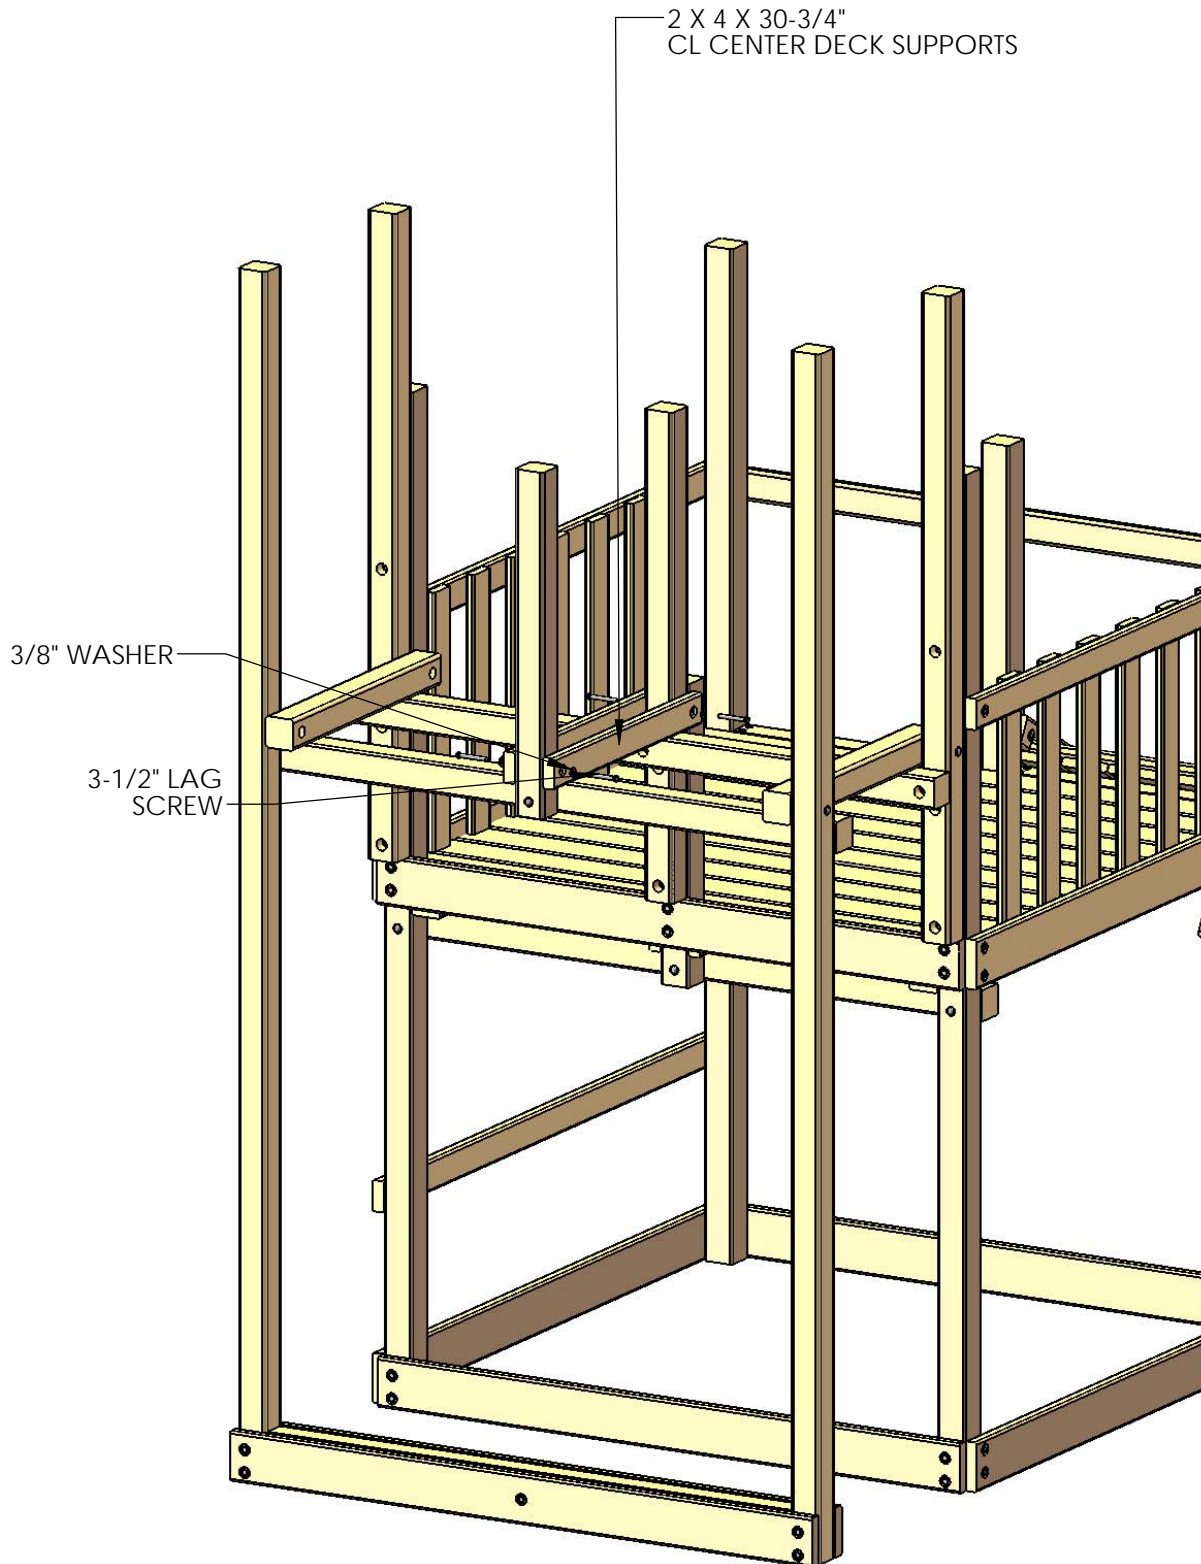 2 X 4 X 30-3/4"
CL CENTER DECK SUPPORTS
3/8" WASHER
3-1/2" LAG
SCREW